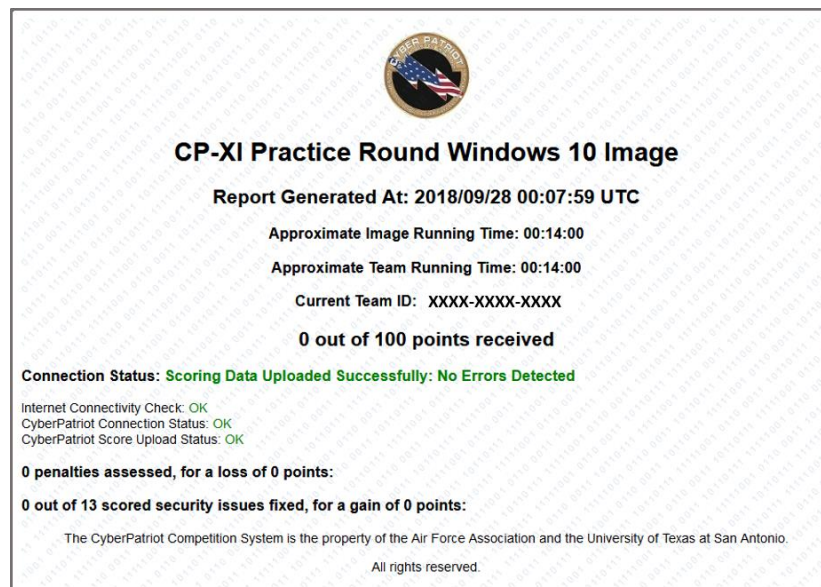 CYBER PATRIOT
CP-XI Practice Round Windows 10 Image
Report Generated At: 2018/09/28 00:07:59 UTC
Approximate Image Running Time: 00:14:00
Approximate Team Running Time: 00:14:00
Current Team ID: XXXX-XXXX-XXXX
0 out of 100 points received
Connection Status: Scoring Data Uploaded Successfully: No Errors Detected
Internet Connectivity Check: OK
CyberPatriot Connection Status: OK
CyberPatriot Score Upload Status: OK
0 penalties assessed, for a loss of 0 points:
0 out of 13 scored security issues fixed, for a gain of 0 points:
The CyberPatriot Competition System is the property of the Air Force Association and the University of Texas at San Antonio.
All rights reserved.